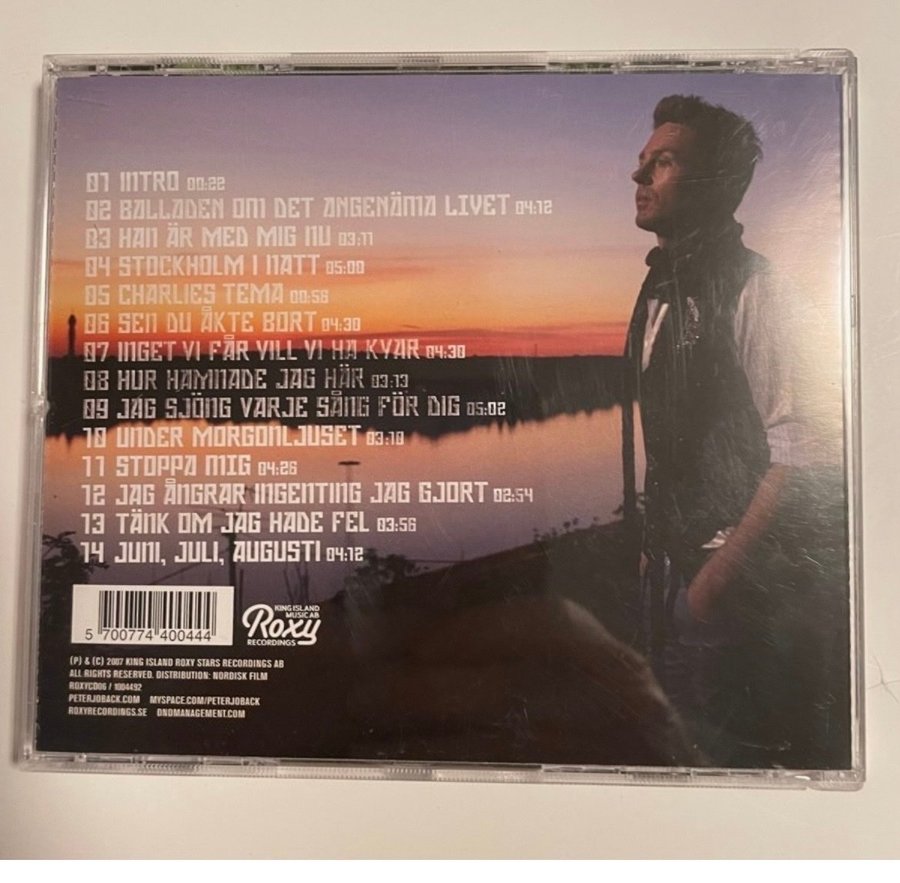 01 INTRO 00:22
02 BALLADEN OM DET ANGENÄMA LIVET 04:12
03 HAN ÄR MED MIG NU 03:11
04 STOCKHOLM I NATT 05:00
05 CHARLIES TEMA 00:56
06 SEN DU ÅKTE BORT 04:30
07 INGET VI FÅR VILL VI HA KVAR 04:30
08 HUR HAMNADE JAG HÄR 03:13
09 JAG SJÖNG VARJE SÅNG FÖR DIG 05:02
10 UNDER MORGONLJUSET 03:10
11 STOPPA MIG 04:26
12 JAG ÅNGRAR INGENTING JAG GJORT 02:54
13 TÄNK OM JAG HADE FEL 03:56
14 JUNI, JULI, AUGUSTI 04:12
5 700774 400444
KING ISLAND
MUSIC AB
Roxy
RECORDINGS
(P) & (C) 2007 KING ISLAND ROXY STARS RECORDINGS AB
ALL RIGHTS RESERVED. DISTRIBUTION: NORDISK FILM
ROXYCD06 / 1004492
PETERJOBACK.COM MYSPACE.COM/PETERJOBACK
ROXYRECORDINGS.SE DNDMANAGEMENT.COM